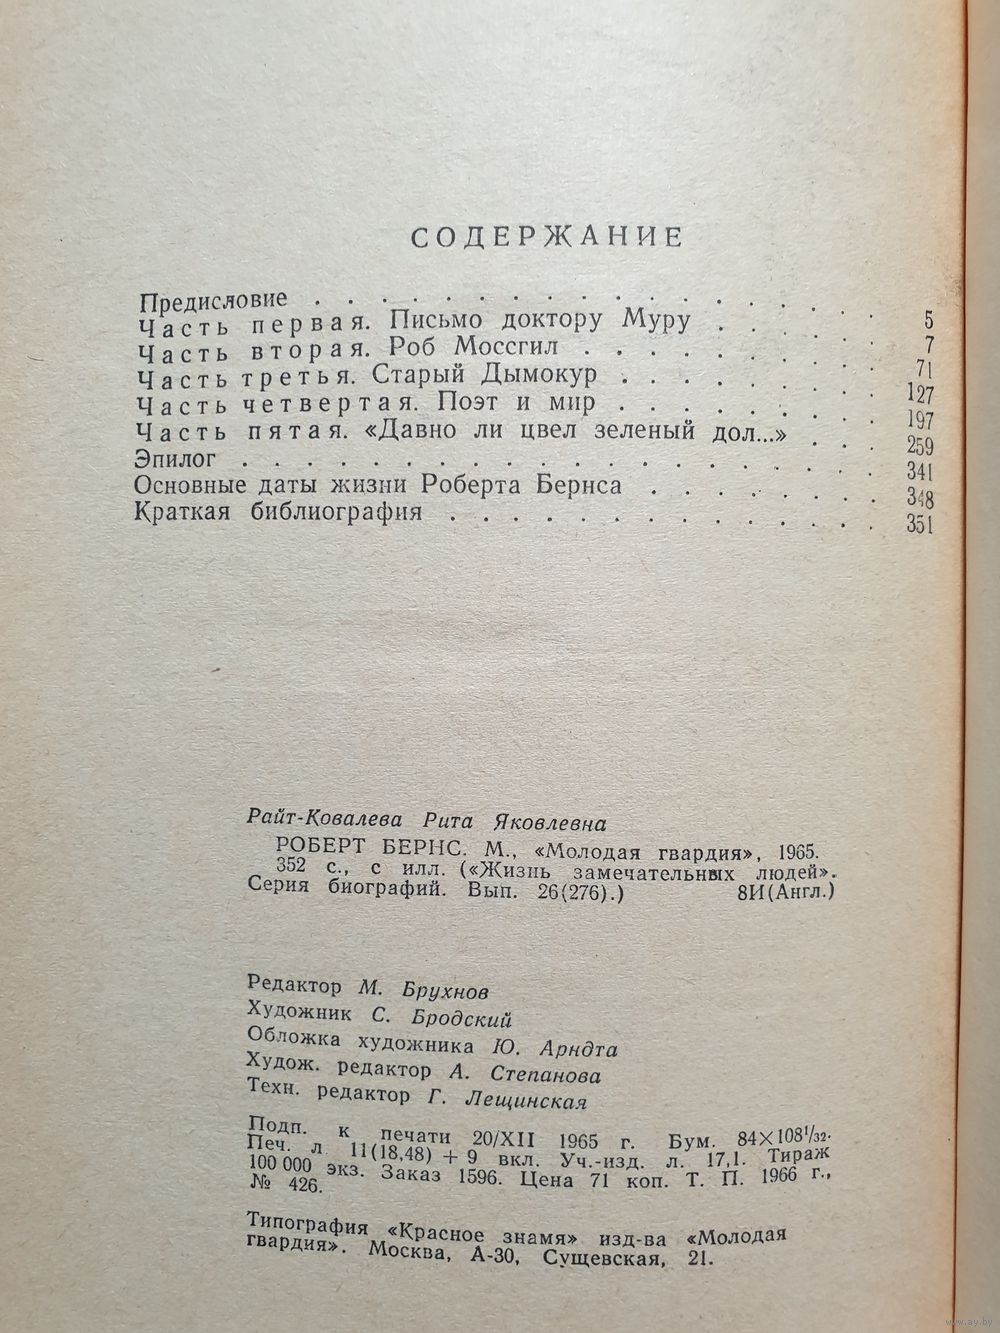 СОДЕРЖАНИЕ
Предисловие . . . . . . . . . . . . . . . . . 5
Часть первая. Письмо доктору Муру . . . . . . 7
Часть вторая. Роб Моссгил . . . . . . . . . . 71
Часть третья. Старый Дымокур . . . . . . . . . 127
Часть четвертая. Поэт и мир . . . . . . . . . 197
Часть пятая. «Давно ли цвел зеленый дол...» . . . 259
Эпилог . . . . . . . . . . . . . . . . . . . . 341
Основные даты жизни Роберта Бернса . . . . . . . . 348
Краткая библиография . . . . . . . . . . . . . . 351
Райт-Ковалева Рита Яковлевна
РОБЕРТ БЕРНС. М., «Молодая гвардия», 1965.
352 с., с илл. («Жизнь замечательных людей».
Серия биографий. Вып. 26(276).) 8И(Англ.)
Редактор М. Брухнов
Художник С. Бродский
Обложка художника Ю. Арндта
Худож. редактор А. Степанова
Техн. редактор Г. Лещинская
Подп. к печати 20/XII 1965 г. Бум. 84×108¹/₃₂.
Печ. л 11(18,48) + 9 вкл. Уч.-изд. л. 17,1. Тираж
100 000 экз. Заказ 1596. Цена 71 коп. Т. П. 1966 г.,
№ 426.
Типография «Красное знамя» изд-ва «Молодая
гвардия». Москва, А-30, Сущевская, 21.
www.ay.by